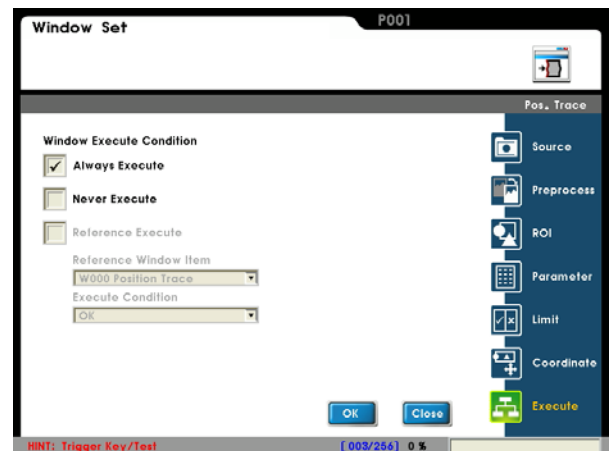 Window Set
P001
Pos. Trace
Window Execute Condition
Always Execute
Never Execute
Reference Execute
Reference Window Item
W000 Position Trace
Execute Condition
OK
Source
Preprocess
ROI
Parameter
Limit
Coordinate
Execute
OK
Close
HINT: Trigger Key/Test
[003/256] 0 %